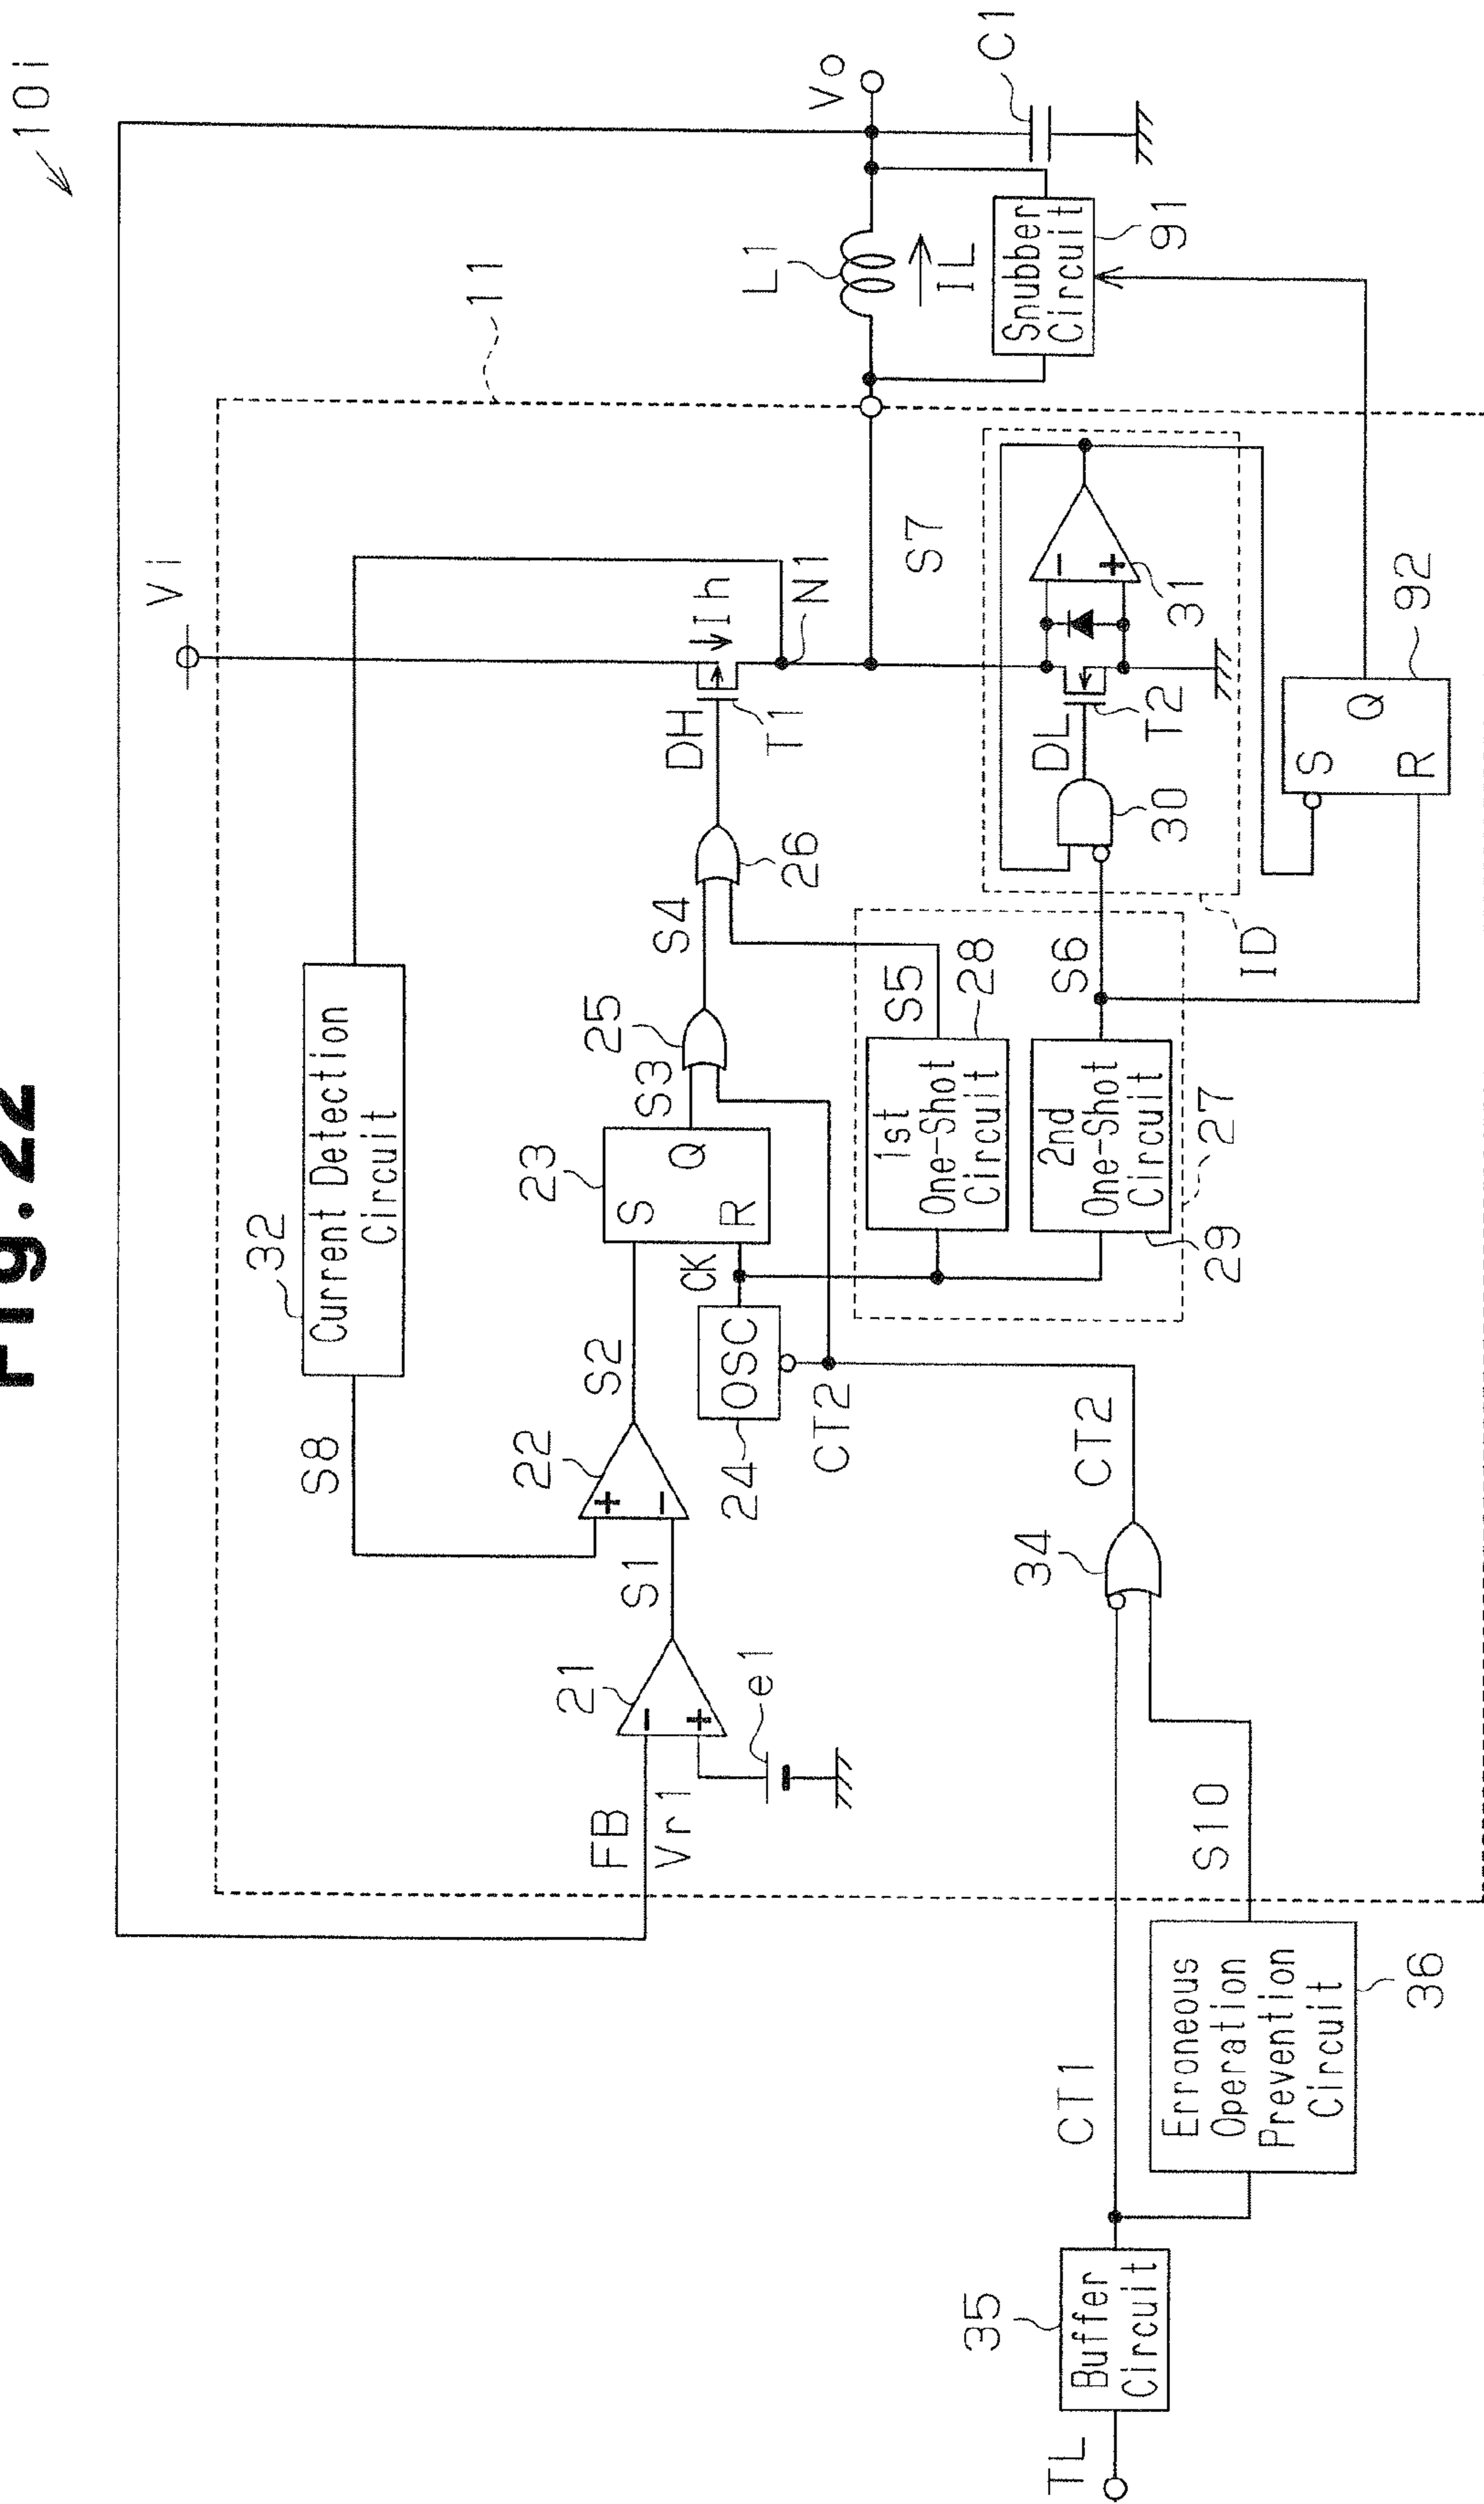 Fig.22
10i
11
Vi
32
Current Detection
Circuit
S8
FB
Vr1
21
e1
S1
22
S2
23
S
R
Q
CK
S3
24
OSC
CT2
25
S4
26
DH
T1
Ih
N1
L1
IL
Vo
C1
Snubber
Circuit
91
S7
1st
One-Shot
Circuit
28
S5
2nd
One-Shot
Circuit
29
27
S6
30
DL
T2
31
ID
S
R
Q
92
TL
35
Buffer
Circuit
CT1
Erroneous
Operation
Prevention
Circuit
36
S10
34
CT2